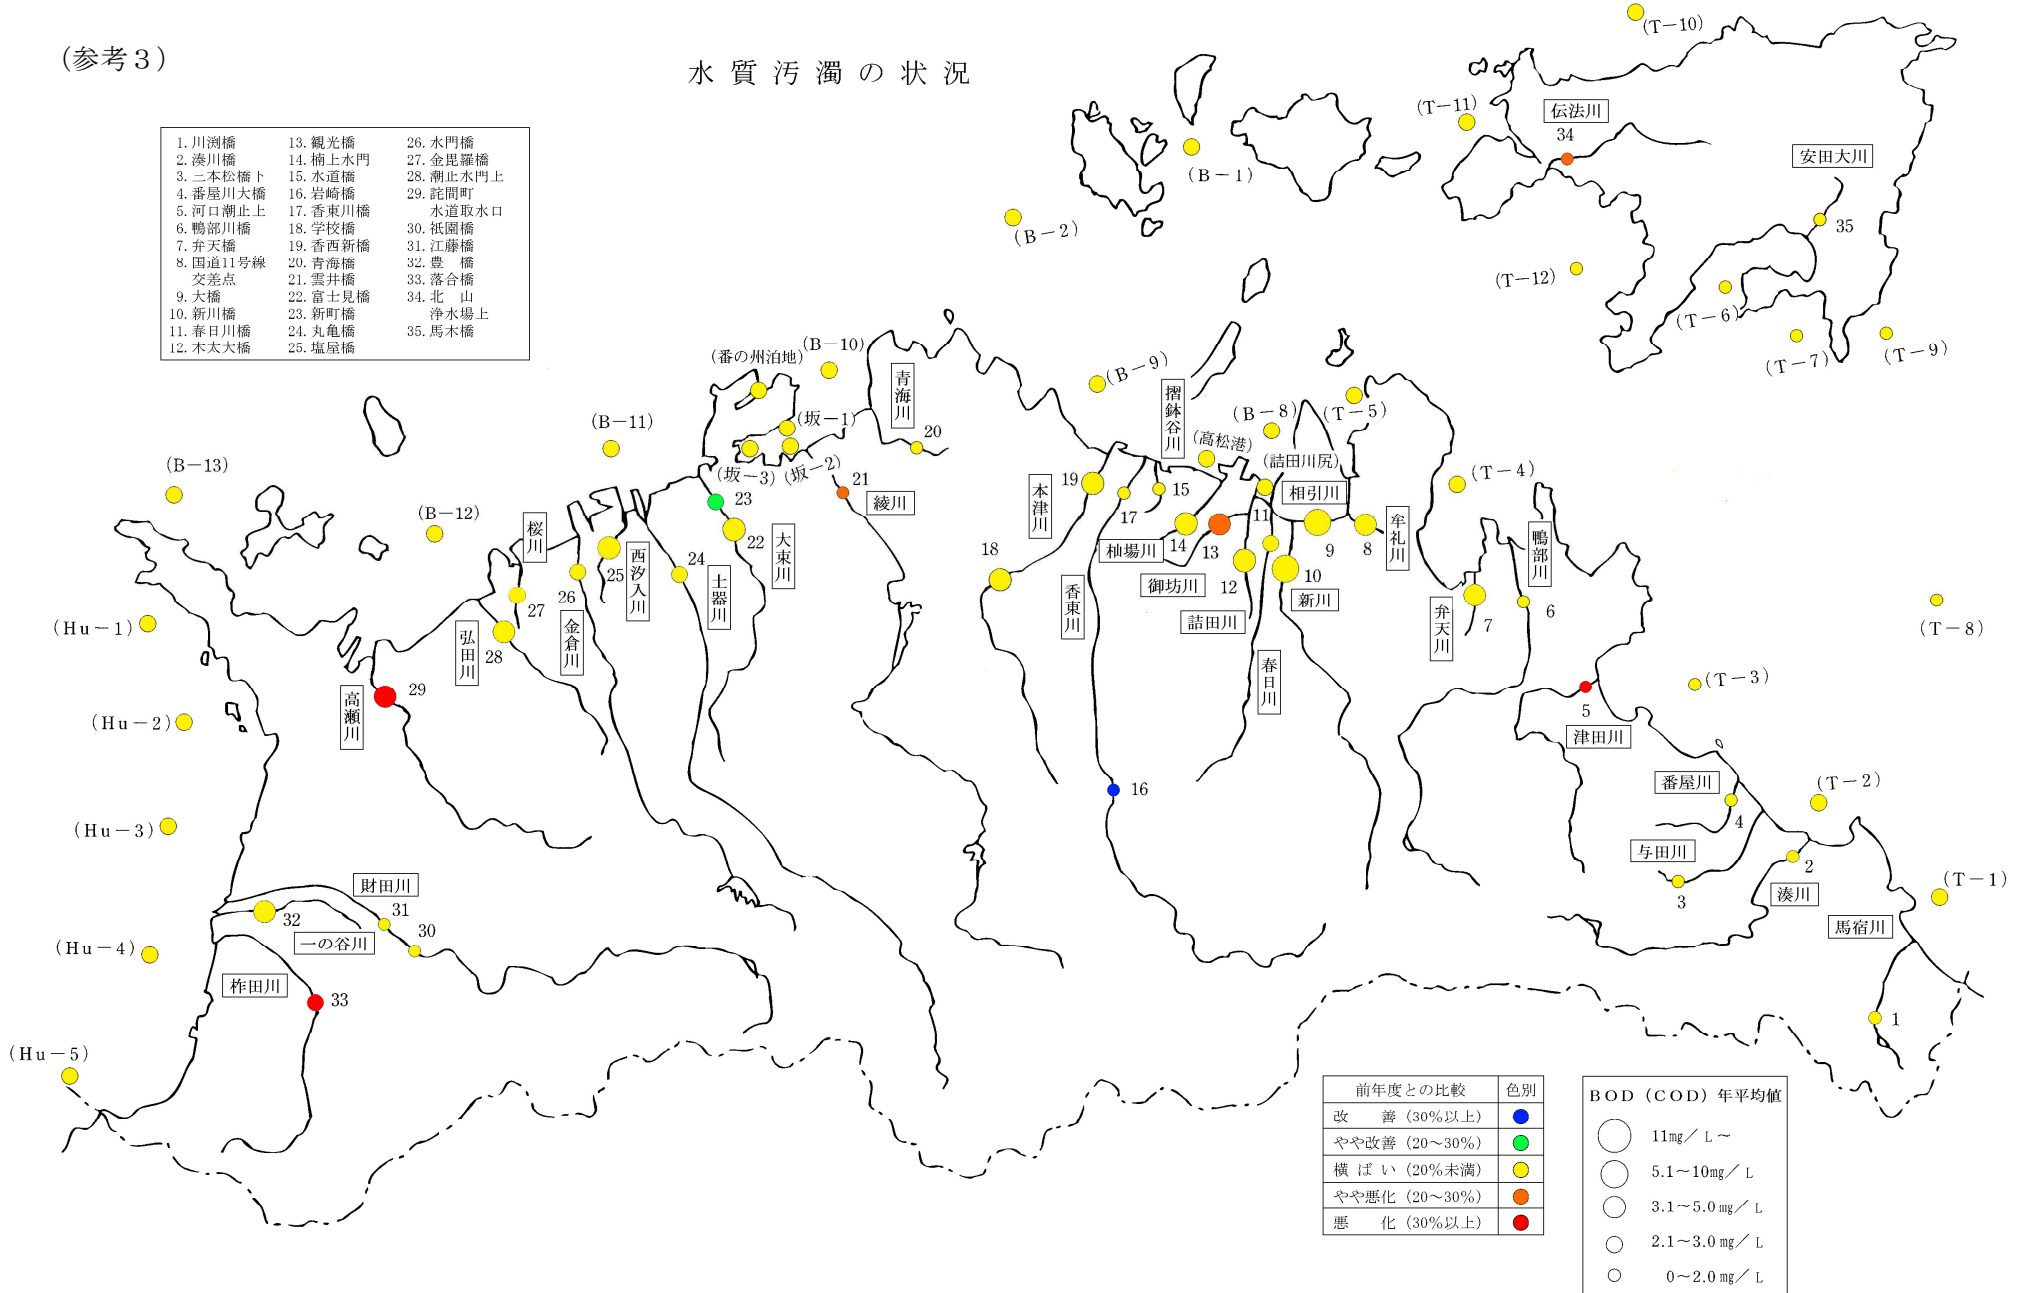 (参考3)
水質汚濁の状況
1. 川渕橋
2. 湊川橋
3. 三本松橋下
4. 番屋川大橋
5. 河口潮止上
6. 鴨部川橋
7. 弁天橋
8. 国道11号線
交差点
9. 大橋
10. 新川橋
11. 春日川橋
12. 木太大橋
13. 観光橋
14. 楠上水門
15. 水道橋
16. 岩崎橋
17. 香東川橋
18. 学校橋
19. 香西新橋
20. 青海橋
21. 雲井橋
22. 富士見橋
23. 新町橋
24. 丸亀橋
25. 塩屋橋
26. 水門橋
27. 金毘羅橋
28. 潮止水門上
29. 詫間町
水道取水口
30. 祇園橋
31. 江藤橋
32. 豊 橋
33. 落合橋
34. 北 山
浄水場上
35. 馬木橋
(T-10)
(T-11)
伝法川
34
安田大川
35
(B-1)
(B-2)
(T-12)
(T-6)
(T-7)
(T-9)
(番の州泊地)
(B-10)
青海川
20
(B-9)
摺鉢谷川
(B-8)
(T-5)
(高松港)
(詰田川尻)
(B-11)
(坂-1)
(坂-3)
(坂-2)
21
綾川
(B-13)
(B-12)
桜川
23
22
大束川
西汐入川
25
24
土器川
26
金倉川
27
弘田川
28
本津川
19
18
17
15
香東川
杣場川
14
13
御坊川
12
詰田川
11
相引川
9
8
牟礼川
10
新川
春日川
(T-4)
鴨部川
6
弁天川
7
(T-8)
(Hu-1)
(Hu-2)
高瀬川
29
(T-3)
5
津田川
番屋川
4
(T-2)
16
与田川
3
2
湊川
(T-1)
馬宿川
1
(Hu-3)
財田川
31
30
32
一の谷川
(Hu-4)
柞田川
33
(Hu-5)
前年度との比較 色別
改 善 (30%以上)
やや改善 (20~30%)
横ばい (20%未満)
やや悪化 (20~30%)
悪 化 (30%以上)
BOD (COD) 年平均値
11㎎/L~
5.1~10㎎/L
3.1~5.0㎎/L
2.1~3.0㎎/L
0~2.0㎎/L